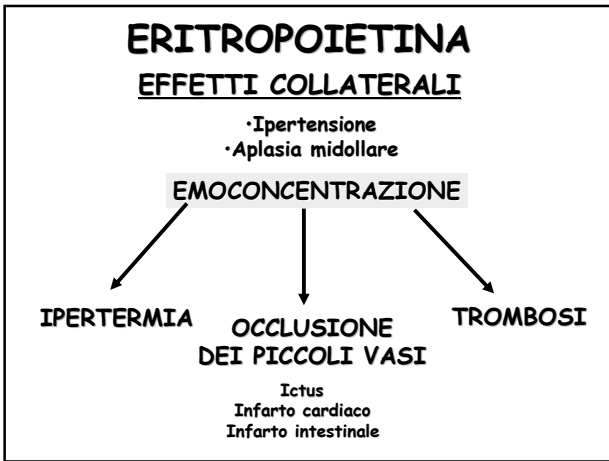 ERITROPOIETINA
EFFETTI COLLATERALI
•Ipertensione
•Aplasia midollare
EMOCONCENTRAZIONE
IPERTERMIA
OCCLUSIONE
DEI PICCOLI VASI
TROMBOSI
Ictus
Infarto cardiaco
Infarto intestinale